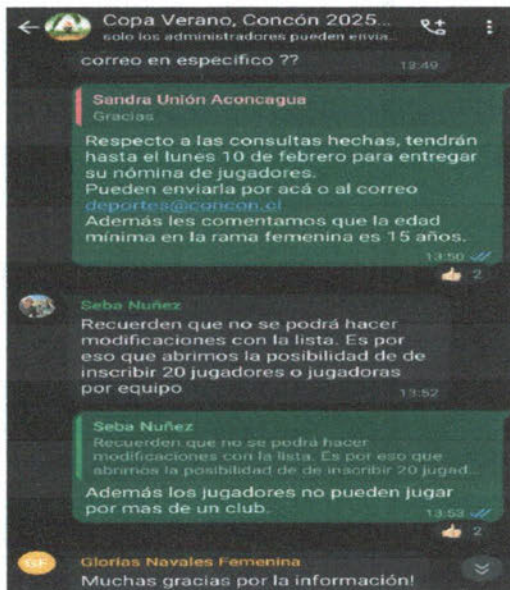 Copa Verano, Concón 2025...
solo los administradores pueden envia...
correo en especifico ??
13:49
Sandra Unión Aconcagua
Gracias
Respecto a las consultas hechas, tendrán
hasta el lunes 10 de febrero para entregar
su nómina de jugadores.
Pueden enviarla por acá o al correo
deportes@concon.cl
Además les comentamos que la edad
mínima en la rama femenina es 15 años.
13:50
2
Seba Nuñez
Recuerden que no se podrá hacer
modificaciones con la lista. Es por
eso que abrimos la posibilidad de de
inscribir 20 jugadores o jugadoras
por equipo
13:52
Seba Nuñez
Recuerden que no se podrá hacer
modificaciones con la lista. Es por eso que
abrimos la posibilidad de de inscribir 20 jugad...
Además los jugadores no pueden jugar
por mas de un club.
13:53
2
GF
Glorias Navales Femenina
Muchas gracias por la información!